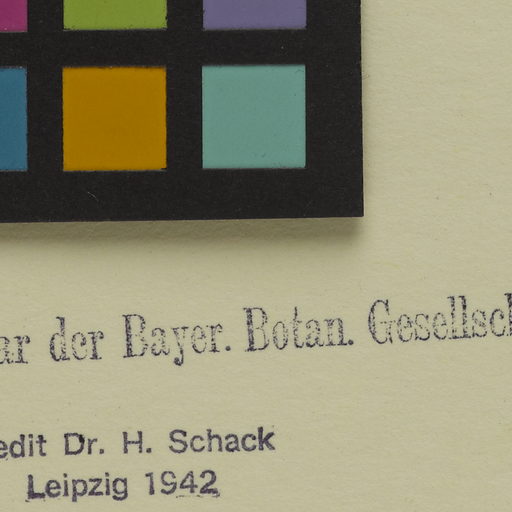 ar der Bayer. Botan. Gesellsch
edit Dr. H. Schack
Leipzig 1942